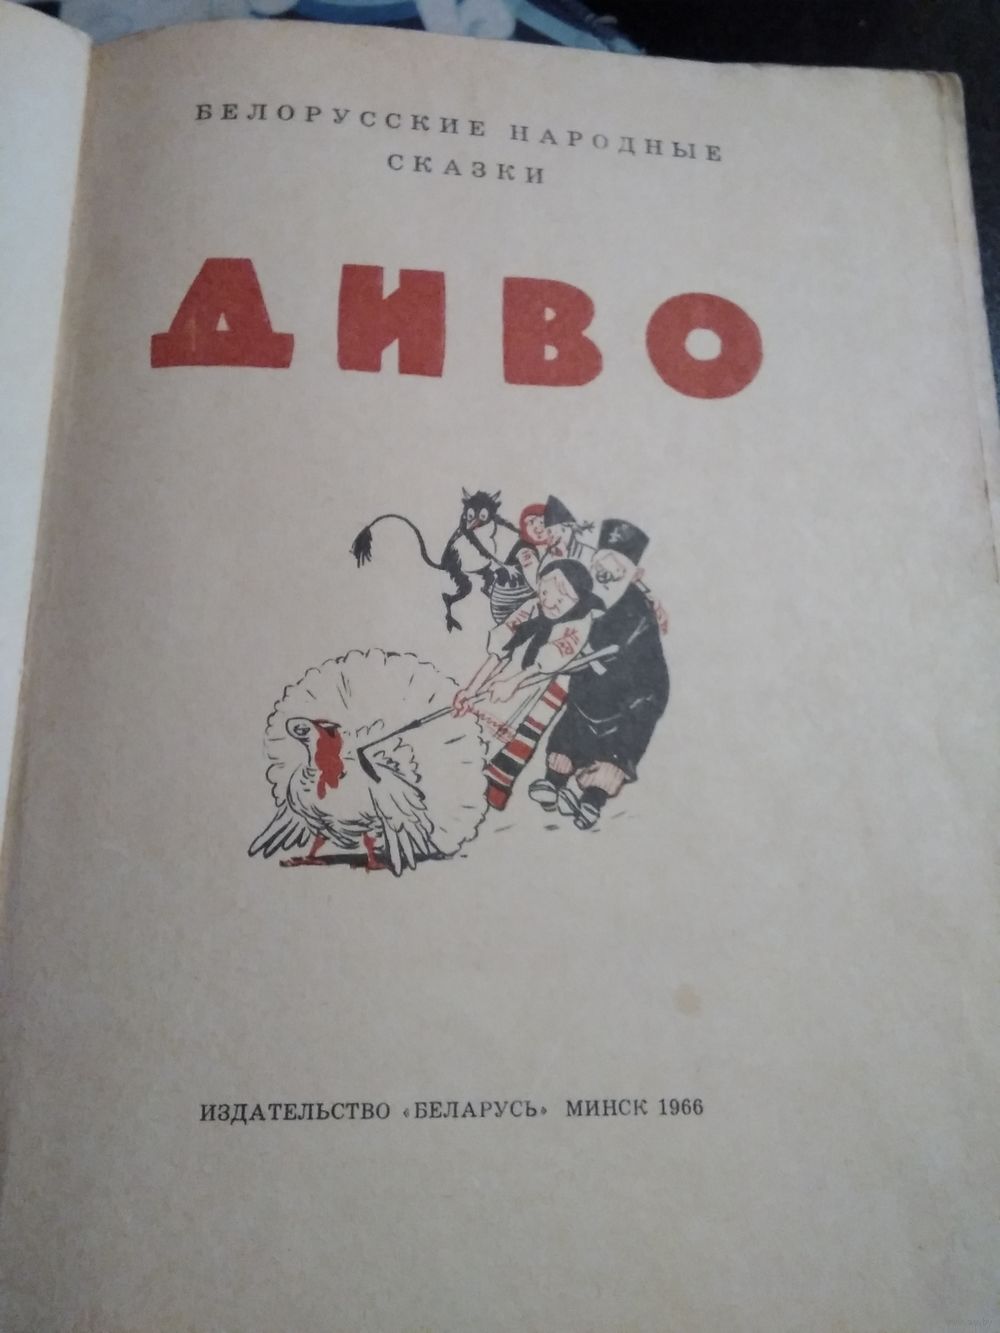 БЕЛОРУССКИЕ НАРОДНЫЕ
СКАЗКИ
ДИВО
ИЗДАТЕЛЬСТВО «БЕЛАРУСЬ» МИНСК 1966